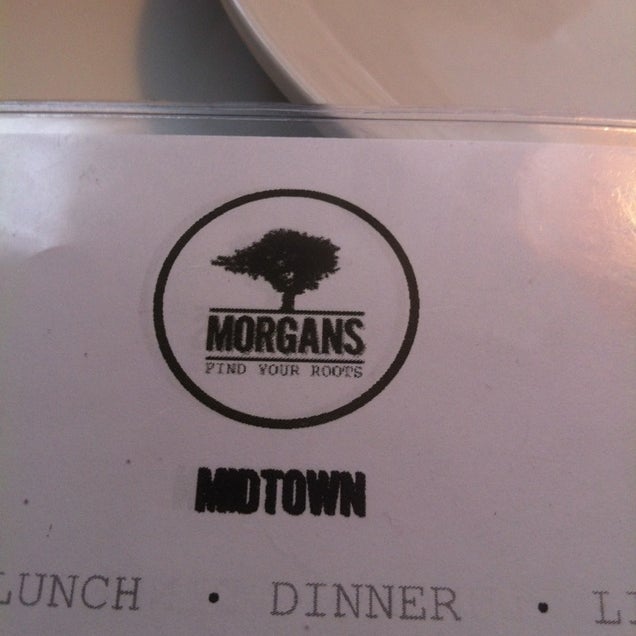 MORGANS
FIND YOUR ROOTS
MIDTOWN
LUNCH • DINNER •